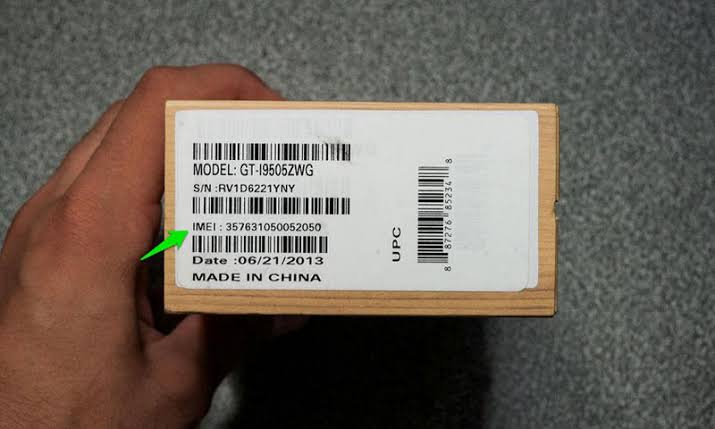 MODEL: GT-I9505ZWG
S/N :RV1D6221YNY
IMEI : 357631050052050
Date :06/21/2013
MADE IN CHINA
UPC
8 87276 85234 8